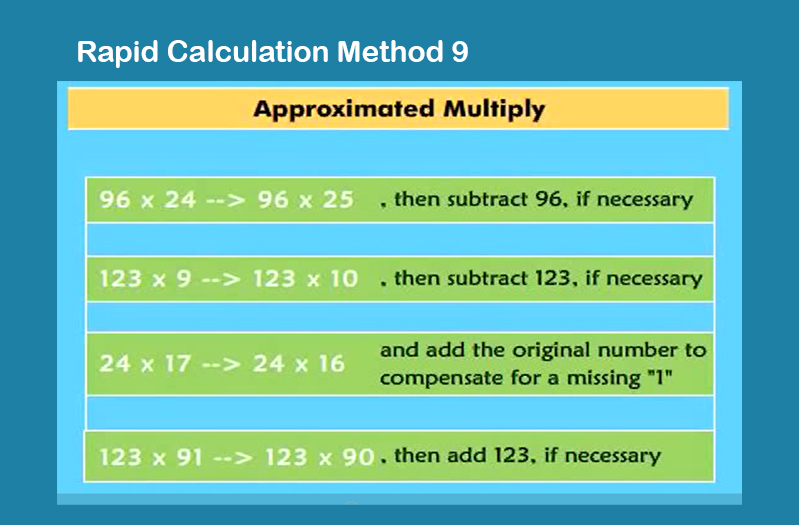 Rapid Calculation Method 9
Approximated Multiply
96 x 24 --> 96 x 25 , then subtract 96, if necessary
123 x 9 --> 123 x 10 , then subtract 123, if necessary
24 x 17 --> 24 x 16 and add the original number to
compensate for a missing "1"
123 x 91 --> 123 x 90 , then add 123, if necessary